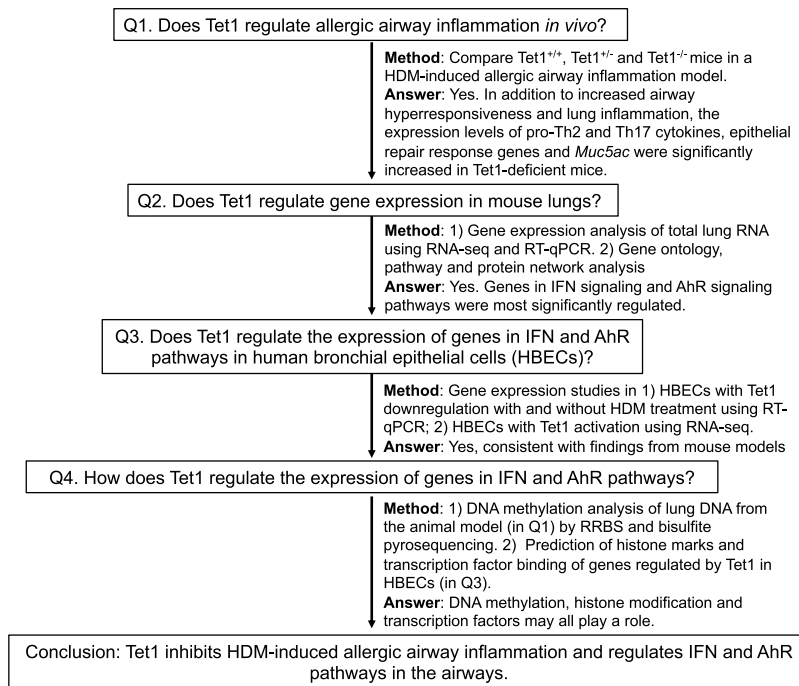 Q1. Does Tet1 regulate allergic airway inflammation in vivo?
Method: Compare Tet1+/+, Tet1+/- and Tet1-/- mice in a
HDM-induced allergic airway inflammation model.
Answer: Yes. In addition to increased airway
hyperresponsiveness and lung inflammation, the
expression levels of pro-Th2 and Th17 cytokines, epithelial
repair response genes and Muc5ac were significantly
increased in Tet1-deficient mice.
Q2. Does Tet1 regulate gene expression in mouse lungs?
Method: 1) Gene expression analysis of total lung RNA
using RNA-seq and RT-qPCR. 2) Gene ontology,
pathway and protein network analysis
Answer: Yes. Genes in IFN signaling and AhR signaling
pathways were most significantly regulated.
Q3. Does Tet1 regulate the expression of genes in IFN and AhR
pathways in human bronchial epithelial cells (HBECs)?
Method: Gene expression studies in 1) HBECs with Tet1
downregulation with and without HDM treatment using RT-
qPCR; 2) HBECs with Tet1 activation using RNA-seq.
Answer: Yes, consistent with findings from mouse models
Q4. How does Tet1 regulate the expression of genes in IFN and AhR pathways?
Method: 1) DNA methylation analysis of lung DNA from
the animal model (in Q1) by RRBS and bisulfite
pyrosequencing. 2) Prediction of histone marks and
transcription factor binding of genes regulated by Tet1 in
HBECs (in Q3).
Answer: DNA methylation, histone modification and
transcription factors may all play a role.
Conclusion: Tet1 inhibits HDM-induced allergic airway inflammation and regulates IFN and AhR
pathways in the airways.